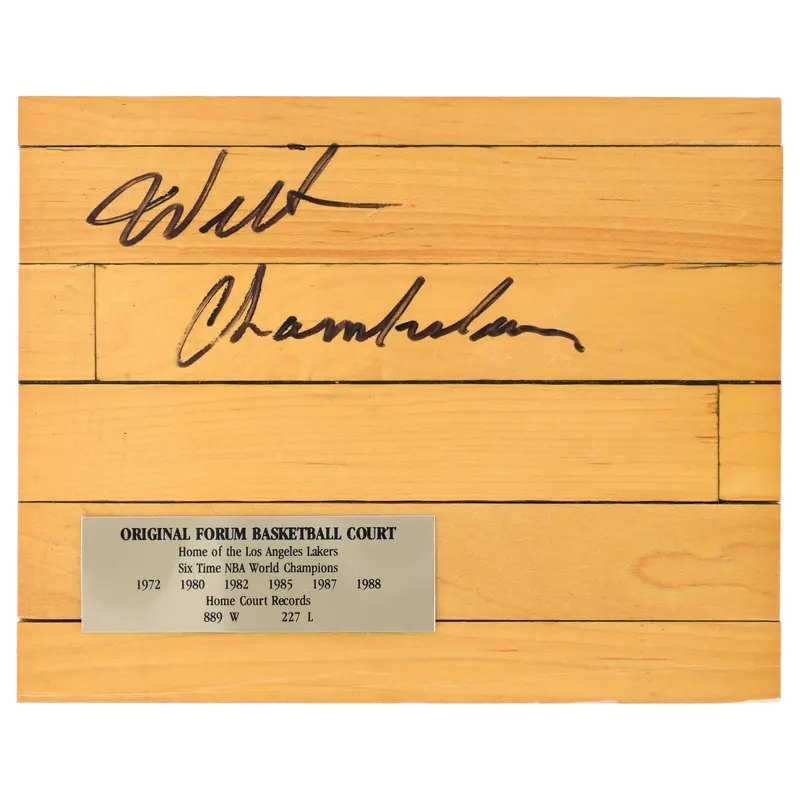 Wilt
Chamberlain
ORIGINAL FORUM BASKETBALL COURT
Home of the Los Angeles Lakers
Six Time NBA World Champions
1972 1980 1982 1985 1987 1988
Home Court Records
889 W 227 L